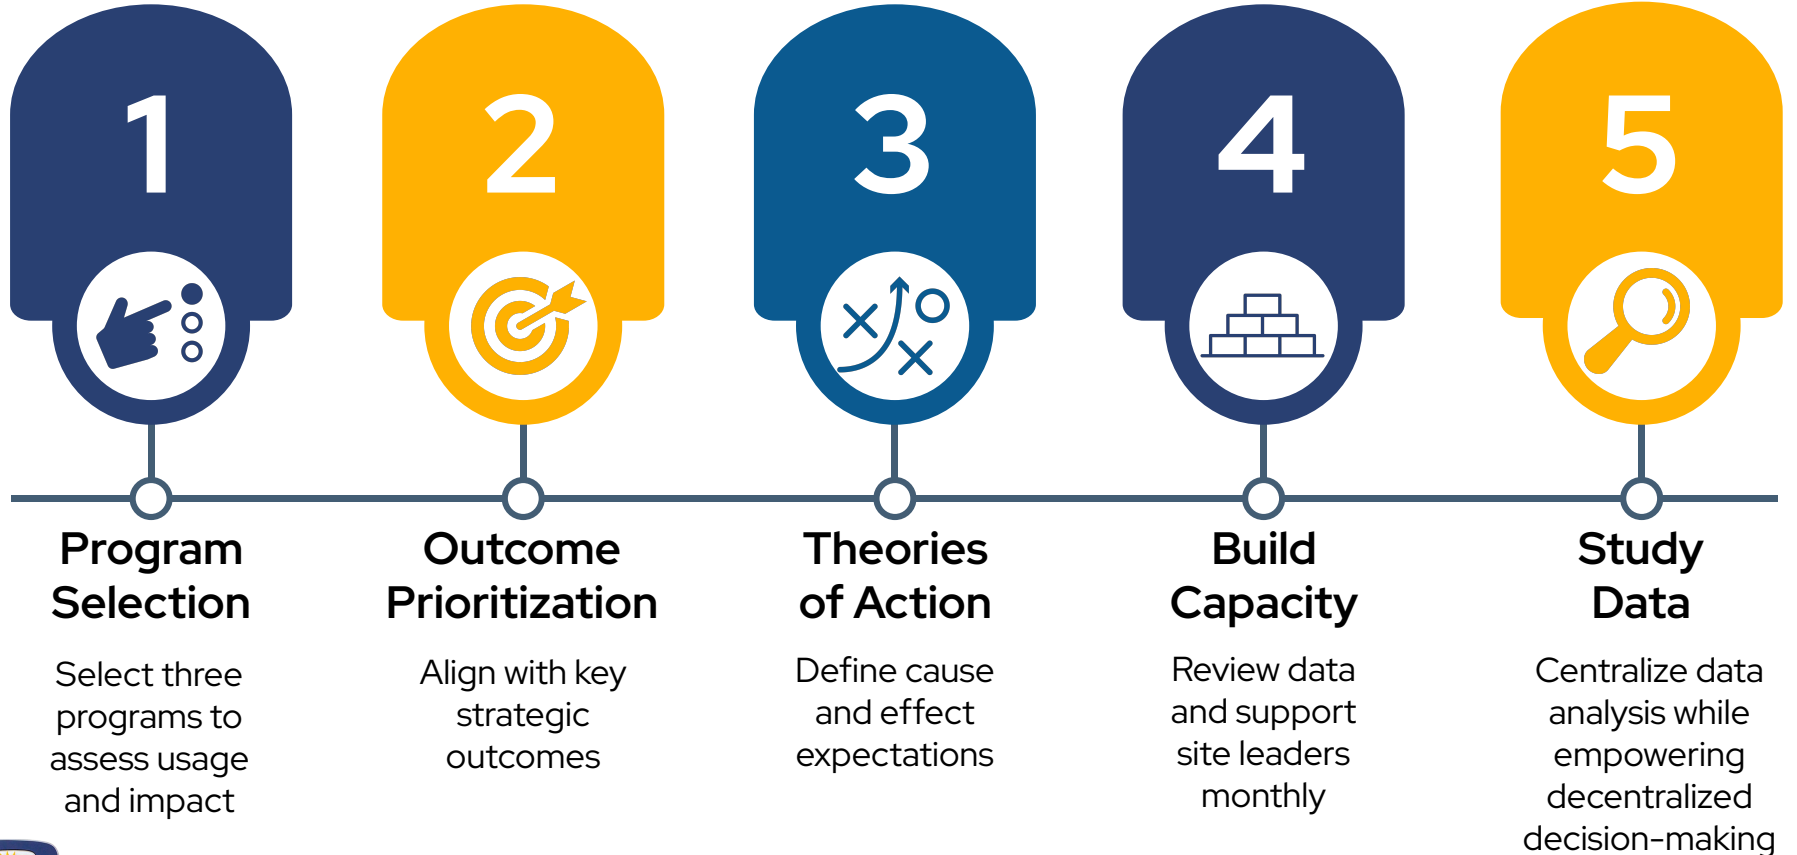 1
2
3
4
5
Program
Selection
Select three
programs to
assess usage
and impact
Outcome
Prioritization
Align with key
strategic
outcomes
Theories
of Action
Define cause
and effect
expectations
Build
Capacity
Review data
and support
site leaders
monthly
Study
Data
Centralize data
analysis while
empowering
decentralized
decision-making